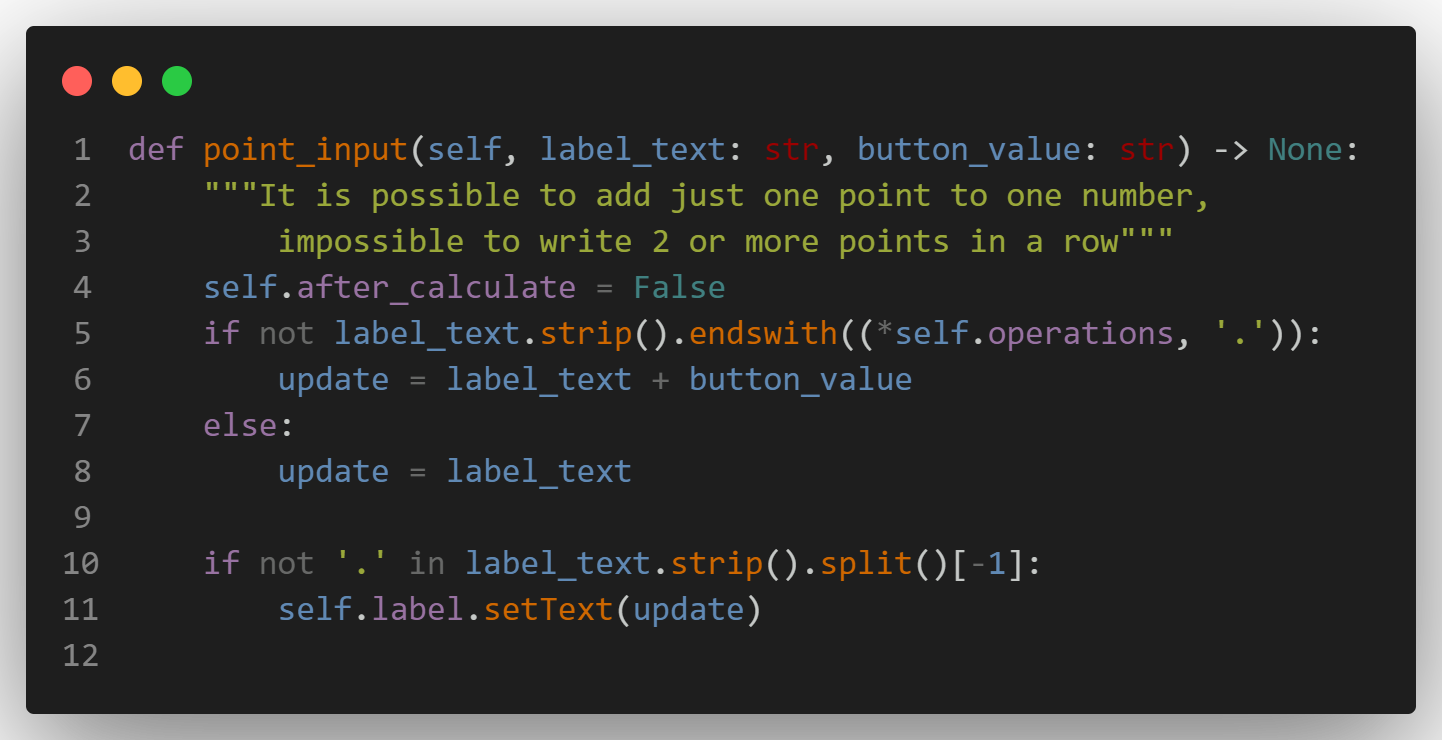 1 def point_input(self, label_text: str, button_value: str) -> None:
2     """It is possible to add just one point to one number,
3         impossible to write 2 or more points in a row"""
4     self.after_calculate = False
5     if not label_text.strip().endswith((*self.operations, '.')):
6         update = label_text + button_value
7     else:
8         update = label_text
9
10     if not '.' in label_text.strip().split()[-1]:
11         self.label.setText(update)
12